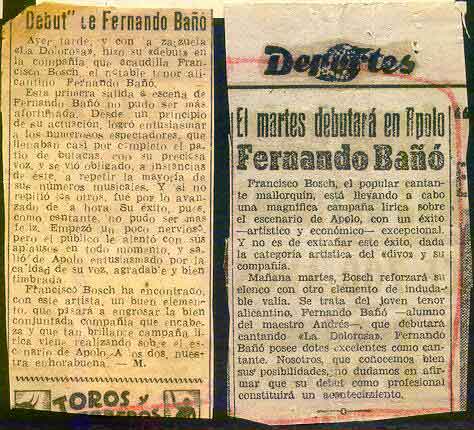 Debut" de Fernando Bañó
Ayer tarde, y con a zarzuela
«La Dolorosa», hizo su «debut» en
la compañía que acaudilla Fran-
cisco Bosch, el notable tenor ali-
cantino Fernando Bañó.
Esta primera salida a escena de
Fernando Bañó no pudo ser más
afortunada. Desde un principio
de su actuación, logró entusiasmar
a los numerosos espectadores, que
llenaban casi por completo el pa-
tio de butacas, con su preciosa
voz, y se vió obligado, a instancias
de éste, a repetir la mayoría de
sus números musicales. Y si no
repitió los otros, fué por lo avan-
zado de a hora Su éxito, pues,
como cantante, no pudo ser más
feliz. Empezó un poco nervioso,
pero el público le alentó con sus
aplausos en todo momento, y sa-
lió de Apolo entusiasmado por la
calidad de su voz, agradable y bien
timbrada
Francisco Bosch ha encontrado,
con este artista, un buen elemen-
to, que pasará a engrosar la bien
conjuntada compañía que encabe-
za y que tan brillante campaña lí-
rica viene realizando sobre el es-
cenario de Apolo. A los dos, nues-
tra enhorabuena. — M.
TOROS Y
Deportes
El martes debutará en Apolo
Fernando Bañó
Francisco Bosch, el popular cantan-
te mallorquín, está llevando a cabo
una magnífica campaña lírica sobre
el escenario de Apolo, con un éxito
—artístico y económico— excepcional.
Y no es de extrañar este éxito, dada
la categoría artística del «divo» y su
compañía.
Mañana martes, Bosch reforzará su
elenco con otro elemento de induda-
ble valía. Se trata del joven tenor
alicantino, Fernando Bañó —alumno
del maestro Andrés—, que debutará
cantando «La Dolorosa». Fernando
Bañó posee dotes excelentes como can-
tante. Nosotros, que conocemos bien
sus posibilidades, no dudamos en afir-
mar que su debut como profesional
constituirá un acontecimiento.